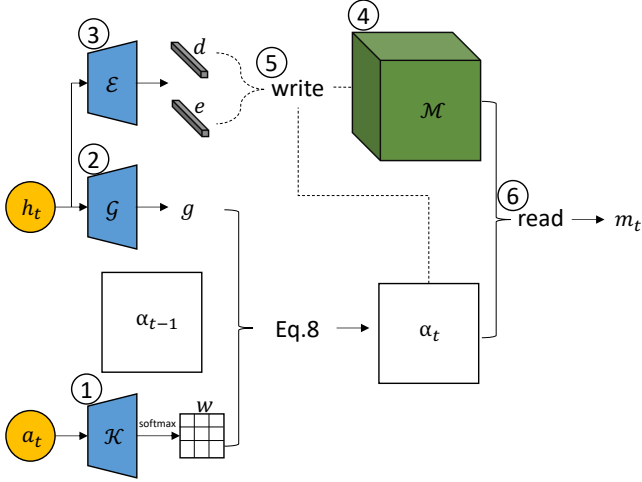 ③
ℰ
d
e
⑤
write
④
ℳ
②
h_t
𝒢
g
⑥
read
m_t
α_{t−1}
Eq.8
α_t
①
a_t
𝒦
softmax
w